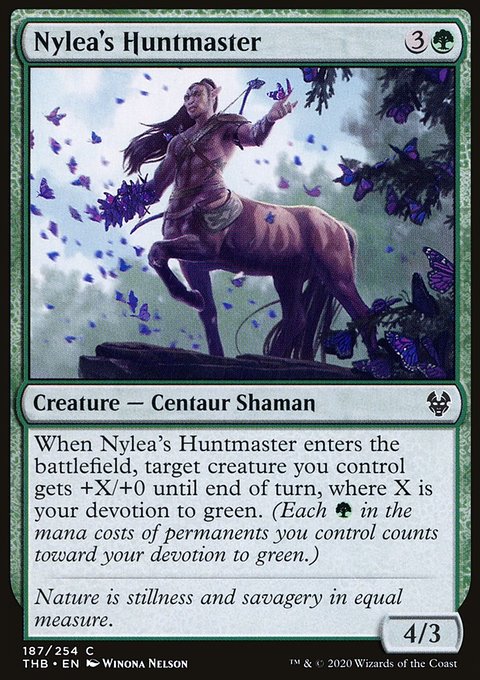 Nylea's Huntmaster 3
Creature — Centaur Shaman
When Nylea's Huntmaster enters the
battlefield, target creature you control
gets +X/+0 until end of turn, where X is
your devotion to green. (Each in the
mana costs of permanents you control counts
toward your devotion to green.)
Nature is stillness and savagery in equal
measure.
4/3
187/254 C
THB • EN Winona Nelson
™ & © 2020 Wizards of the Coast